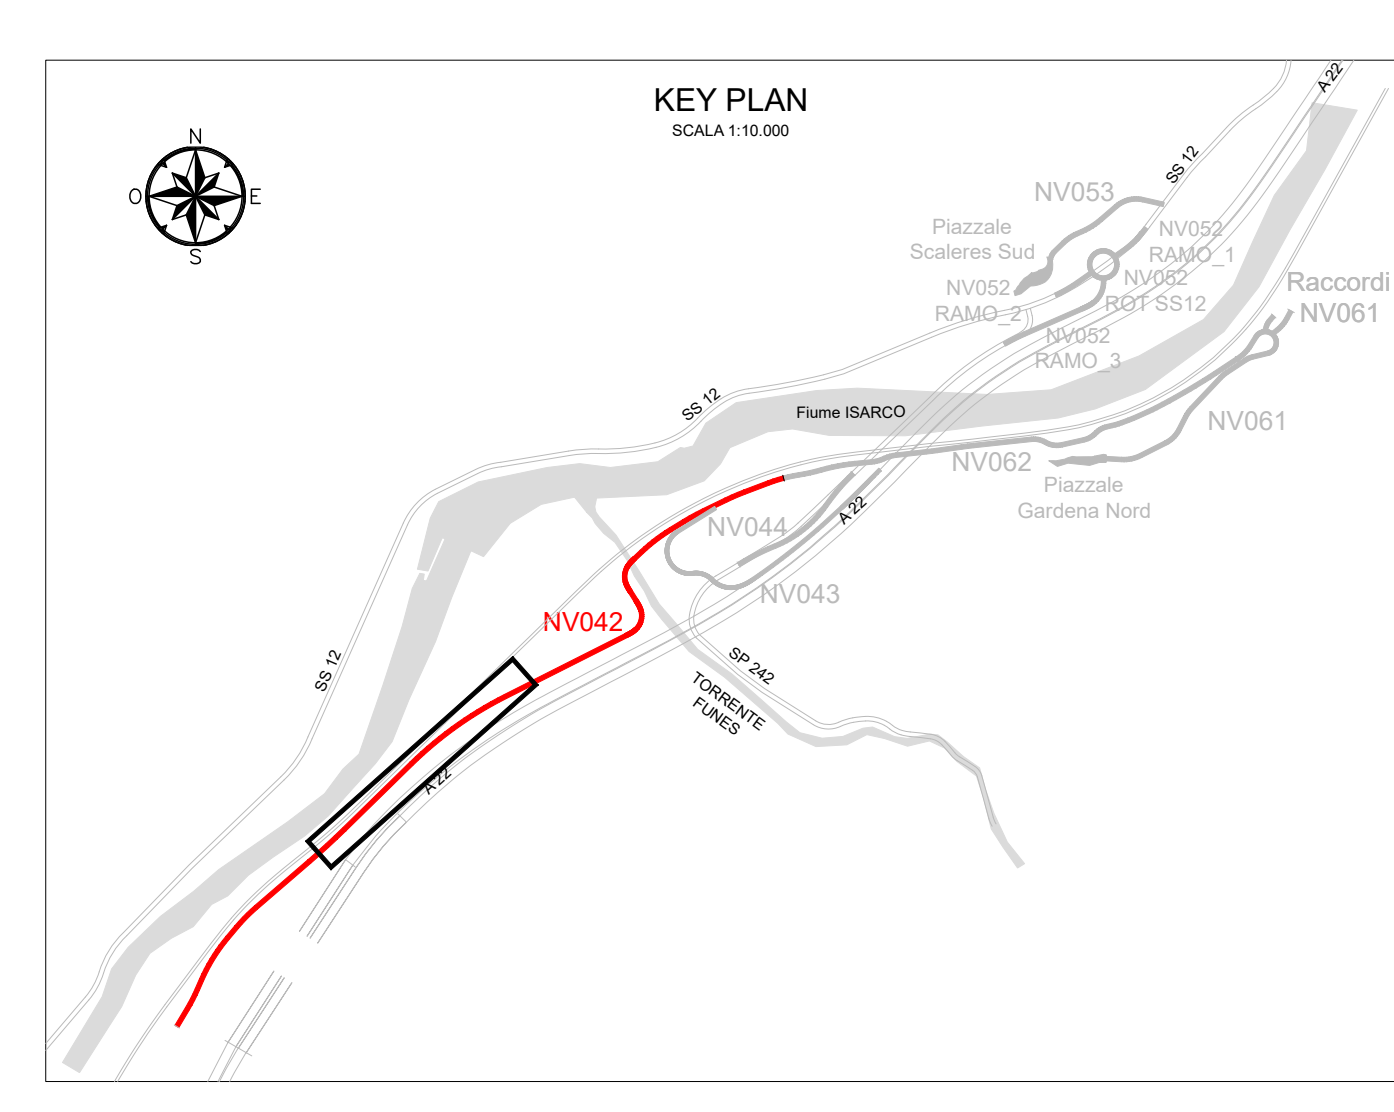 KEY PLAN
SCALA 1:10.000
N
O
E
S
A 22
SS 12
NV053
Piazzale
Scaleres Sud
NV052
RAMO_1
NV052
ROT SS12
NV052
RAMO_2
Raccordi
NV061
NV052
RAMO_3
SS 12
Fiume ISARCO
NV061
NV062
Piazzale
Gardena Nord
A 22
NV044
NV043
NV042
SS 12
SP 242
TORRENTE
FUNES
A 22